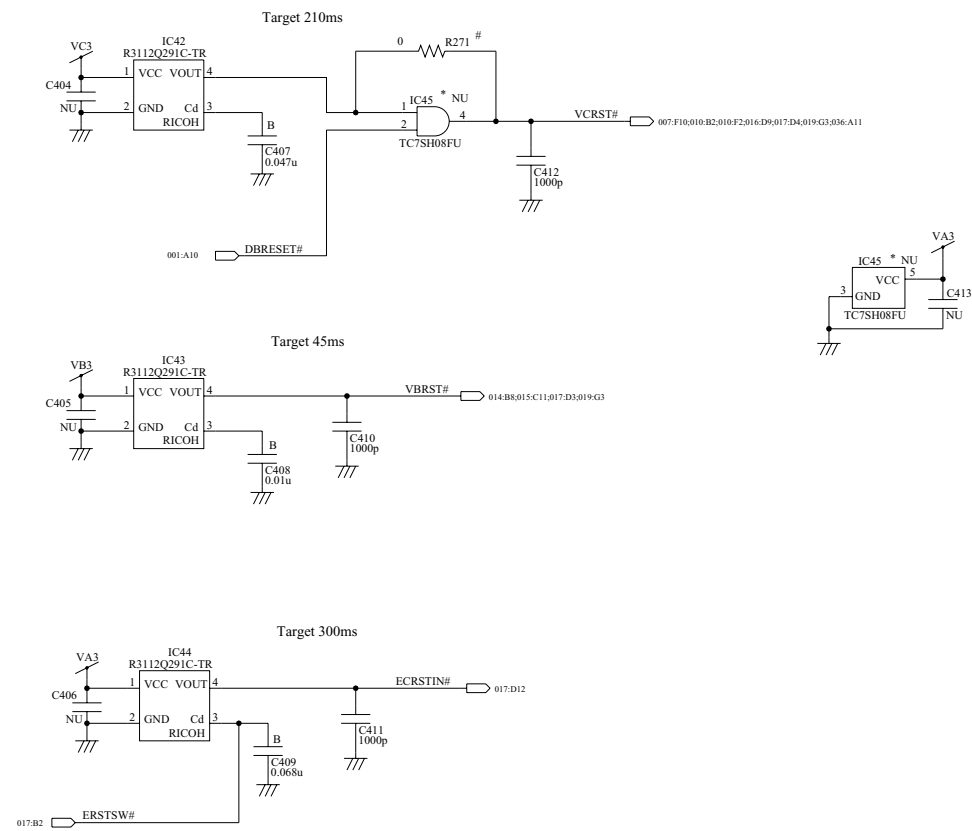 Target 210ms
VC3
IC42
R3112Q291C-TR
1 VCC VOUT 4
2 GND Cd 3
RICOH
C404
NU
B
C407
0.047u
0 R271 #
IC45 * NU
1
2
4
TC7SH08FU
VCRST#
007:F10;010:B2;010:F2;016:D9;017:D4;019:G3;036:A11
C412
1000p
001:A10 DBRESET#
VA3
IC45 * NU
VCC 5
3 GND
TC7SH08FU
C413
NU
Target 45ms
VB3
IC43
R3112Q291C-TR
1 VCC VOUT 4
2 GND Cd 3
RICOH
C405
NU
B
C408
0.01u
VBRST#
014:B8;015:C11;017:D3;019:G3
C410
1000p
Target 300ms
VA3
IC44
R3112Q291C-TR
1 VCC VOUT 4
2 GND Cd 3
RICOH
C406
NU
B
C409
0.068u
ECRSTIN#
017:D12
C411
1000p
017:B2 ERSTSW#